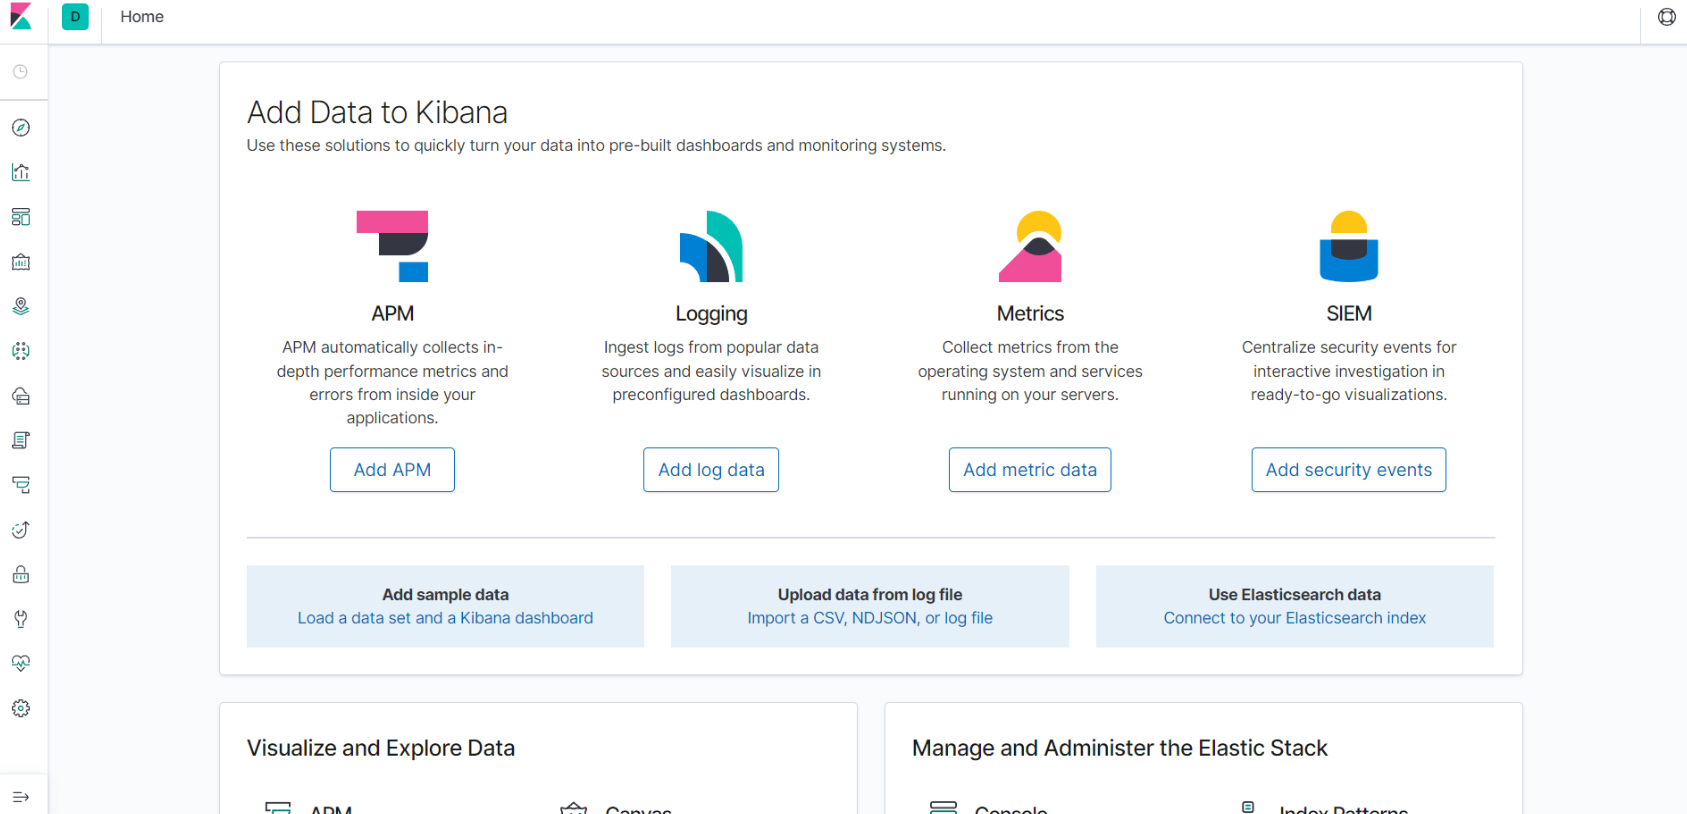 D
Home
Add Data to Kibana
Use these solutions to quickly turn your data into pre-built dashboards and monitoring systems.
APM
APM automatically collects in-
depth performance metrics and
errors from inside your
applications.
Add APM
Logging
Ingest logs from popular data
sources and easily visualize in
preconfigured dashboards.
Add log data
Metrics
Collect metrics from the
operating system and services
running on your servers.
Add metric data
SIEM
Centralize security events for
interactive investigation in
ready-to-go visualizations.
Add security events
Add sample data
Load a data set and a Kibana dashboard
Upload data from log file
Import a CSV, NDJSON, or log file
Use Elasticsearch data
Connect to your Elasticsearch index
Visualize and Explore Data
APM
Canvas
Manage and Administer the Elastic Stack
Console
Index Patterns